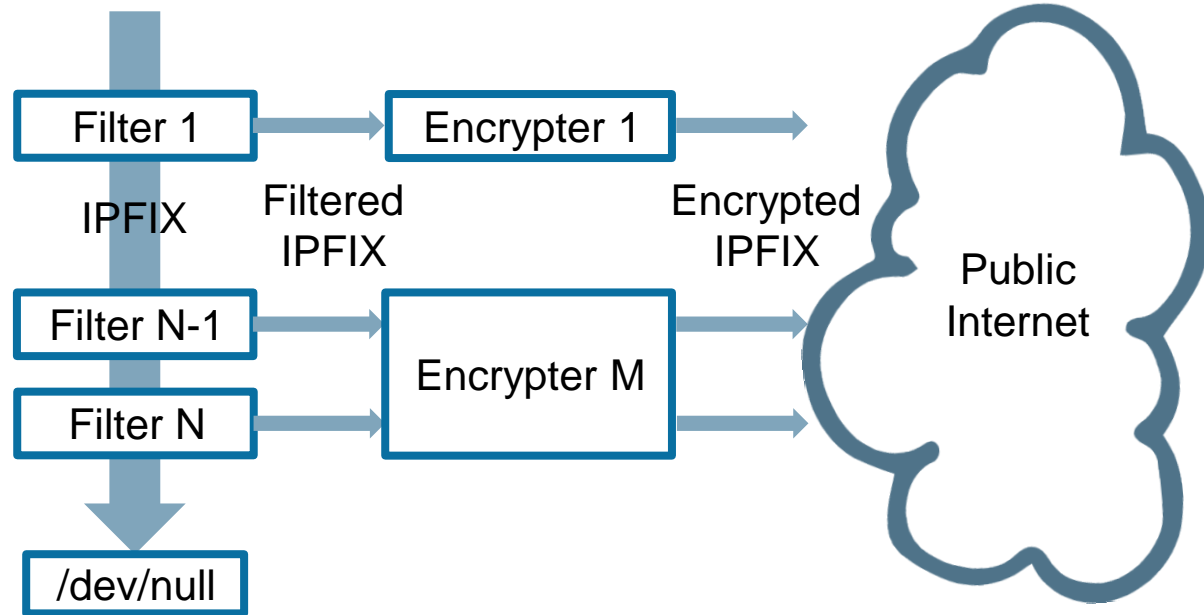 Filter 1
Encrypter 1
IPFIX
Filtered
IPFIX
Encrypted
IPFIX
Public
Internet
Filter N-1
Filter N
Encrypter M
/dev/null